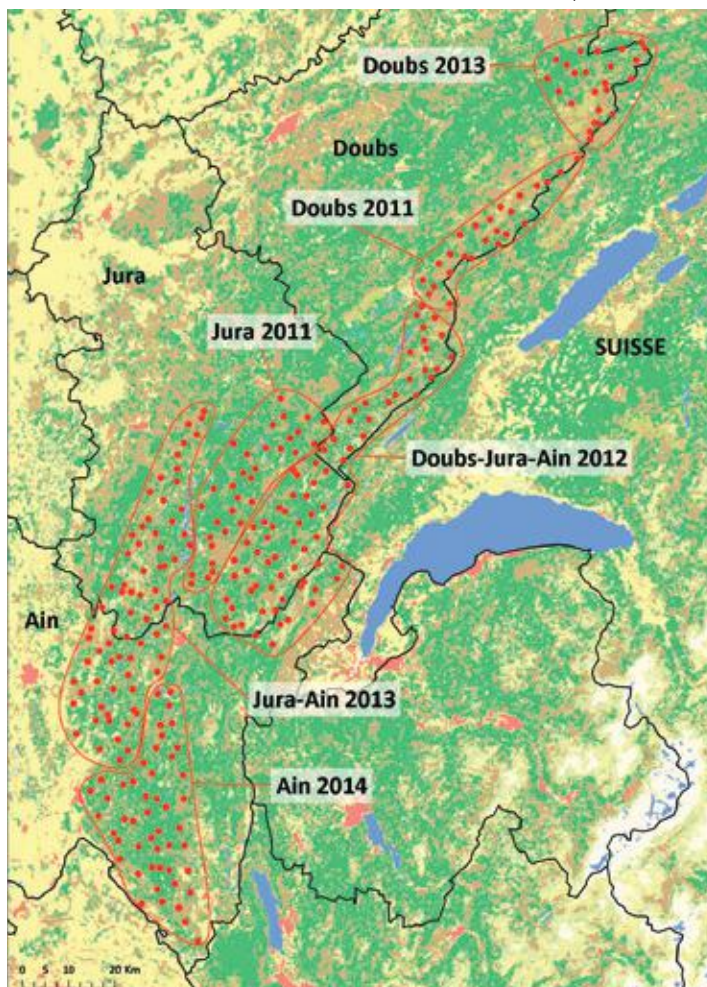 Doubs 2013
Doubs
Doubs 2011
Jura
Jura 2011
SUISSE
Doubs-Jura-Ain 2012
Ain
Jura-Ain 2013
Ain 2014
0 5 10 20 Km